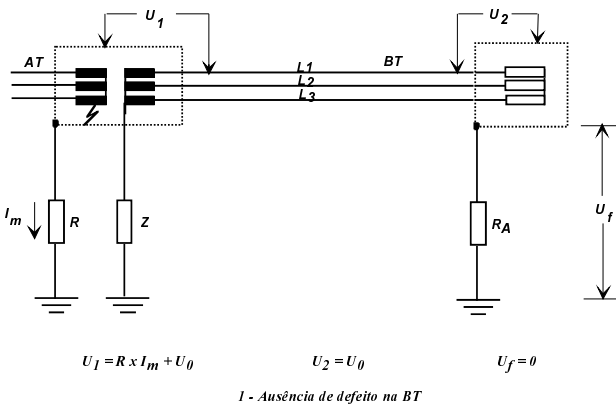 U1
U2
AT
L1
BT
L2
L3
Im
R
Z
RA
Uf
U1 = R x Im + U0
U2 = U0
Uf = 0
1 - Ausência de defeito na BT